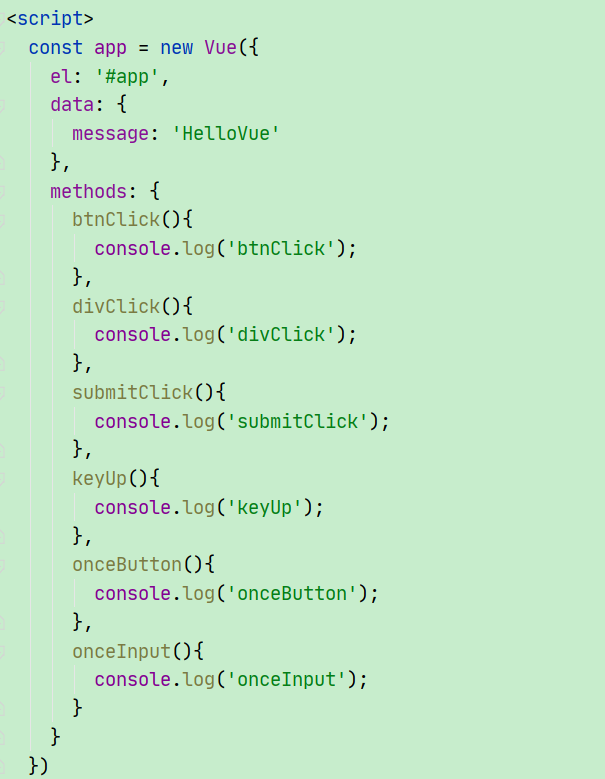 <script>
  const app = new Vue({
    el: '#app',
    data: {
      message: 'HelloVue'
    },
    methods: {
      btnClick(){
        console.log('btnClick');
      },
      divClick(){
        console.log('divClick');
      },
      submitClick(){
        console.log('submitClick');
      },
      keyUp(){
        console.log('keyUp');
      },
      onceButton(){
        console.log('onceButton');
      },
      onceInput(){
        console.log('onceInput');
      }
    }
  })